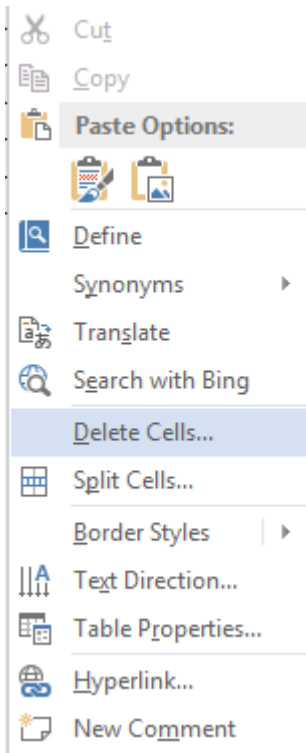 Cut
Copy
Paste Options:
Define
Synonyms
Translate
Search with Bing
Delete Cells...
Split Cells...
Border Styles
Text Direction...
Table Properties...
Hyperlink...
New Comment